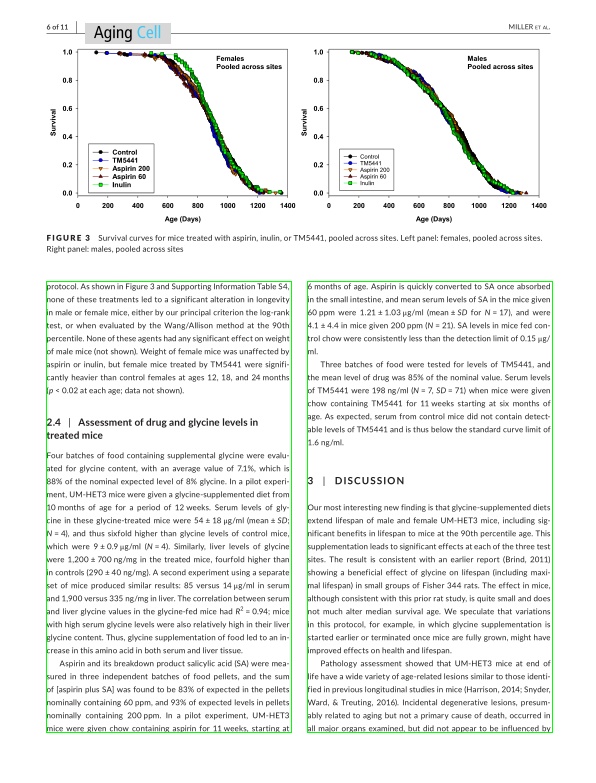 6 of 11
Aging Cell
MILLER ET AL.
1.0
0.8
0.6
0.4
0.2
0.0
Survival
Females
Pooled across sites
Control
TM5441
Aspirin 200
Aspirin 60
Inulin
0 200 400 600 800 1000 1200 1400
Age (Days)
1.0
0.8
0.6
0.4
0.2
0.0
Survival
Males
Pooled across sites
Control
TM5441
Aspirin 200
Aspirin 60
Inulin
0 200 400 600 800 1000 1200 1400
Age (Days)
FIGURE 3 Survival curves for mice treated with aspirin, inulin, or TM5441, pooled across sites. Left panel: females, pooled across sites.
Right panel: males, pooled across sites
protocol. As shown in Figure 3 and Supporting Information Table S4,
none of these treatments led to a significant alteration in longevity
in male or female mice, either by our principal criterion the log-rank
test, or when evaluated by the Wang/Allison method at the 90th
percentile. None of these agents had any significant effect on weight
of male mice (not shown). Weight of female mice was unaffected by
aspirin or inulin, but female mice treated by TM5441 were signifi-
cantly heavier than control females at ages 12, 18, and 24 months
(p < 0.02 at each age; data not shown).
2.4 | Assessment of drug and glycine levels in
treated mice
Four batches of food containing supplemental glycine were evalu-
ated for glycine content, with an average value of 7.1%, which is
88% of the nominal expected level of 8% glycine. In a pilot experi-
ment, UM-HET3 mice were given a glycine-supplemented diet from
10 months of age for a period of 12 weeks. Serum levels of gly-
cine in these glycine-treated mice were 54 ± 18 μg/ml (mean ± SD;
N = 4), and thus sixfold higher than glycine levels of control mice,
which were 9 ± 0.9 μg/ml (N = 4). Similarly, liver levels of glycine
were 1,200 ± 700 ng/mg in the treated mice, fourfold higher than
in controls (290 ± 40 ng/mg). A second experiment using a separate
set of mice produced similar results: 85 versus 14 μg/ml in serum
and 1,900 versus 335 ng/mg in liver. The correlation between serum
and liver glycine values in the glycine-fed mice had R² = 0.94; mice
with high serum glycine levels were also relatively high in their liver
glycine content. Thus, glycine supplementation of food led to an in-
crease in this amino acid in both serum and liver tissue.
Aspirin and its breakdown product salicylic acid (SA) were mea-
sured in three independent batches of food pellets, and the sum
of [aspirin plus SA] was found to be 83% of expected in the pellets
nominally containing 60 ppm, and 93% of expected levels in pellets
nominally containing 200 ppm. In a pilot experiment, UM-HET3
mice were given chow containing aspirin for 11 weeks, starting at
6 months of age. Aspirin is quickly converted to SA once absorbed
in the small intestine, and mean serum levels of SA in the mice given
60 ppm were 1.21 ± 1.03 μg/ml (mean ± SD for N = 17), and were
4.1 ± 4.4 in mice given 200 ppm (N = 21). SA levels in mice fed con-
trol chow were consistently less than the detection limit of 0.15 μg/
ml.
Three batches of food were tested for levels of TM5441, and
the mean level of drug was 85% of the nominal value. Serum levels
of TM5441 were 198 ng/ml (N = 7, SD = 71) when mice were given
chow containing TM5441 for 11 weeks starting at six months of
age. As expected, serum from control mice did not contain detect-
able levels of TM5441 and is thus below the standard curve limit of
1.6 ng/ml.
3 | DISCUSSION
Our most interesting new finding is that glycine-supplemented diets
extend lifespan of male and female UM-HET3 mice, including sig-
nificant benefits in lifespan to mice at the 90th percentile age. This
supplementation leads to significant effects at each of the three test
sites. The result is consistent with an earlier report (Brind, 2011)
showing a beneficial effect of glycine on lifespan (including maxi-
mal lifespan) in small groups of Fisher 344 rats. The effect in mice,
although consistent with this prior rat study, is quite small and does
not much alter median survival age. We speculate that variations
in this protocol, for example, in which glycine supplementation is
started earlier or terminated once mice are fully grown, might have
improved effects on health and lifespan.
Pathology assessment showed that UM-HET3 mice at end of
life have a wide variety of age-related lesions similar to those identi-
fied in previous longitudinal studies in mice (Harrison, 2014; Snyder,
Ward, & Treuting, 2016). Incidental degenerative lesions, presum-
ably related to aging but not a primary cause of death, occurred in
all major organs examined, but did not appear to be influenced by